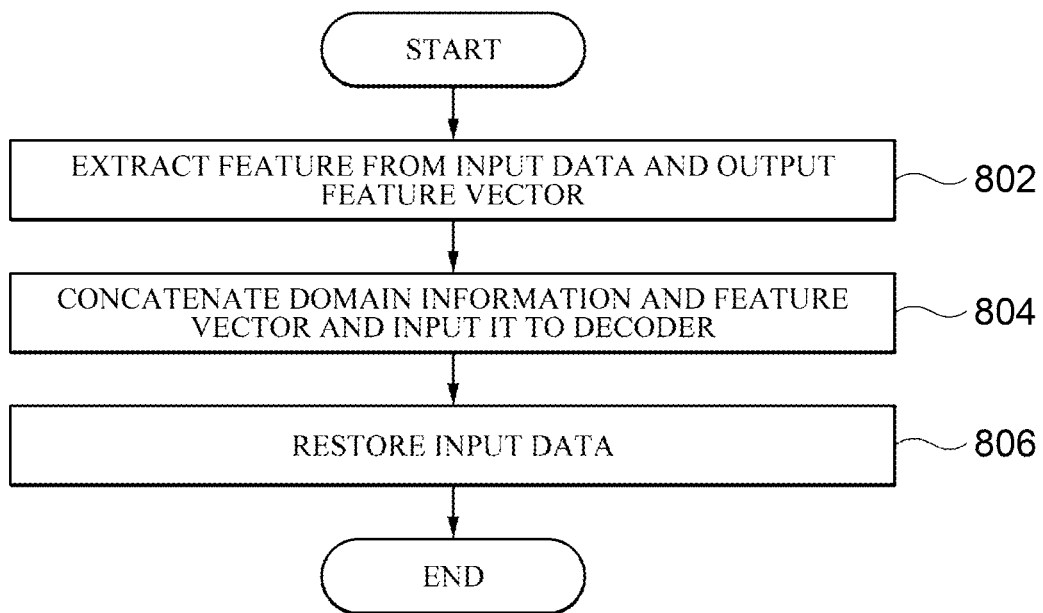 START
EXTRACT FEATURE FROM INPUT DATA AND OUTPUT
FEATURE VECTOR
802
CONCATENATE DOMAIN INFORMATION AND FEATURE
VECTOR AND INPUT IT TO DECODER
804
RESTORE INPUT DATA
806
END